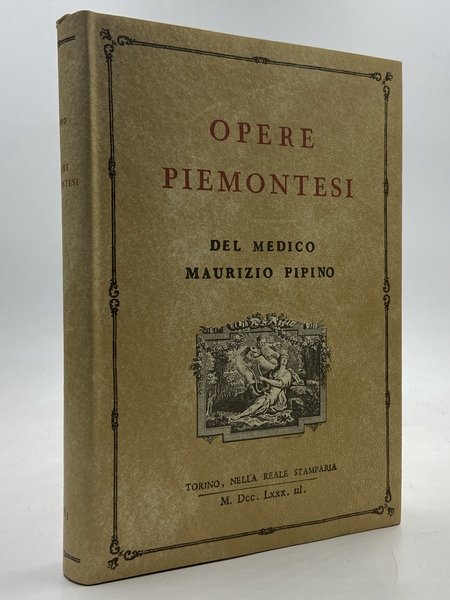 OPERE
PIEMONTESI
DEL MEDICO
MAURIZIO PIPINO
TORINO, NELLA REALE STAMPARIA
M. DCC. LXXX. III.